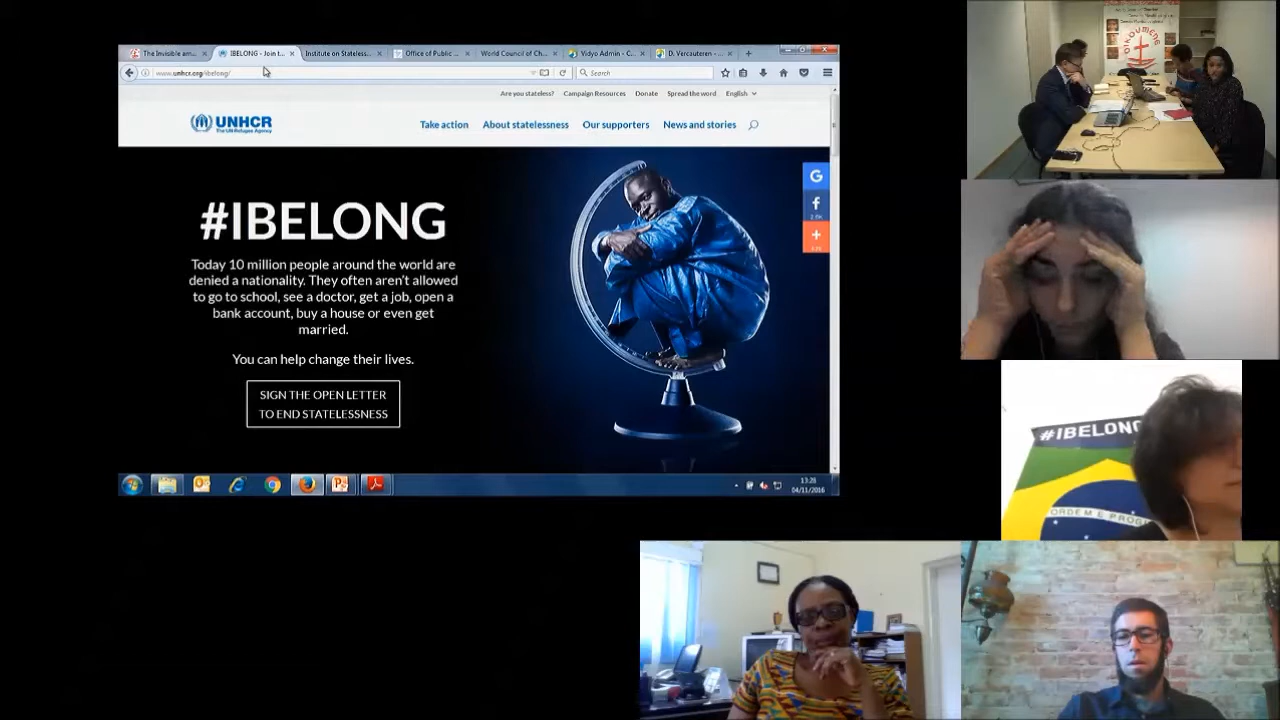 The Invisible am...
IBELONG - Join t...
Institute on Stateless...
Office of Public ...
World Council of Ch...
Vidyo Admin - C...
D. Vercauteren - ...
www.unhcr.org/ibelong/
Search
Are you stateless?
Campaign Resources
Donate
Spread the word
English
UNHCR
The UN Refugee Agency
Take action
About statelessness
Our supporters
News and stories
#IBELONG
Today 10 million people around the world are
denied a nationality. They often aren't allowed
to go to school, see a doctor, get a job, open a
bank account, buy a house or even get
married.
You can help change their lives.
SIGN THE OPEN LETTER
TO END STATELESSNESS
13:28
04/11/2016
OIKOUMENE
#IBELONG
ORDEM E PROG